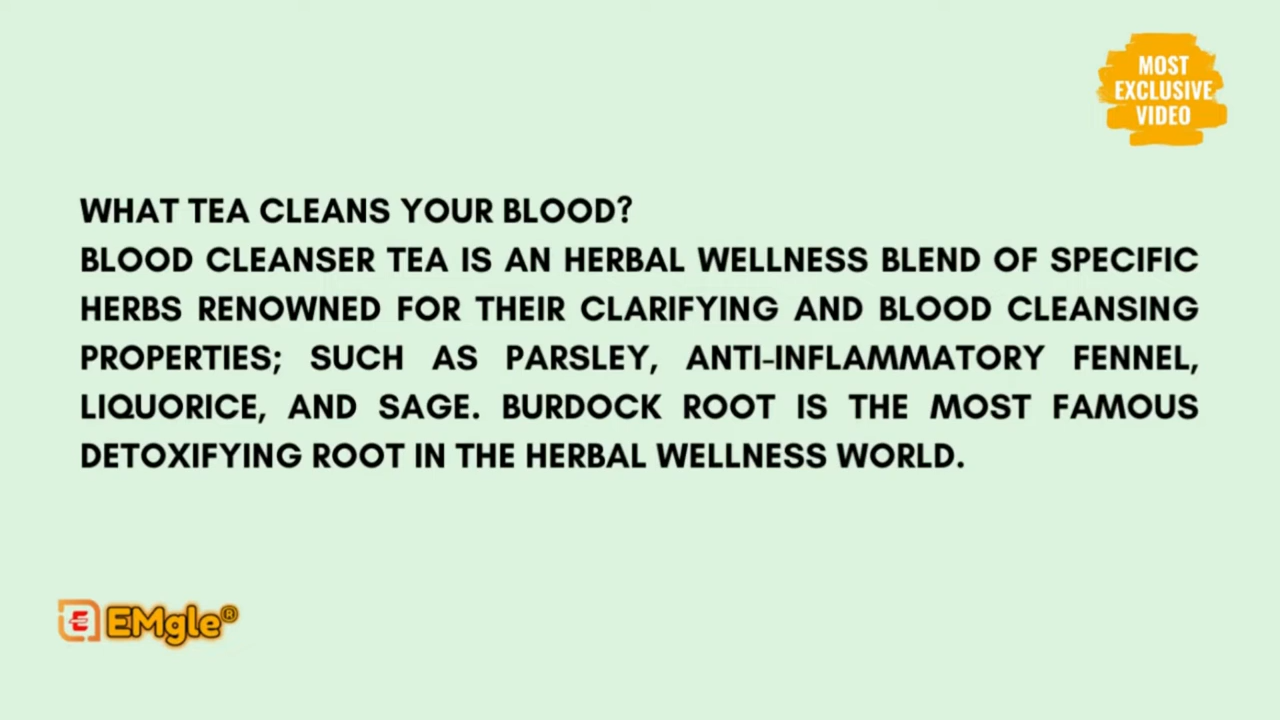 MOST
EXCLUSIVE
VIDEO
WHAT TEA CLEANS YOUR BLOOD?
BLOOD CLEANSER TEA IS AN HERBAL WELLNESS BLEND OF SPECIFIC
HERBS RENOWNED FOR THEIR CLARIFYING AND BLOOD CLEANSING
PROPERTIES; SUCH AS PARSLEY, ANTI-INFLAMMATORY FENNEL,
LIQUORICE, AND SAGE. BURDOCK ROOT IS THE MOST FAMOUS
DETOXIFYING ROOT IN THE HERBAL WELLNESS WORLD.
E EMgle®